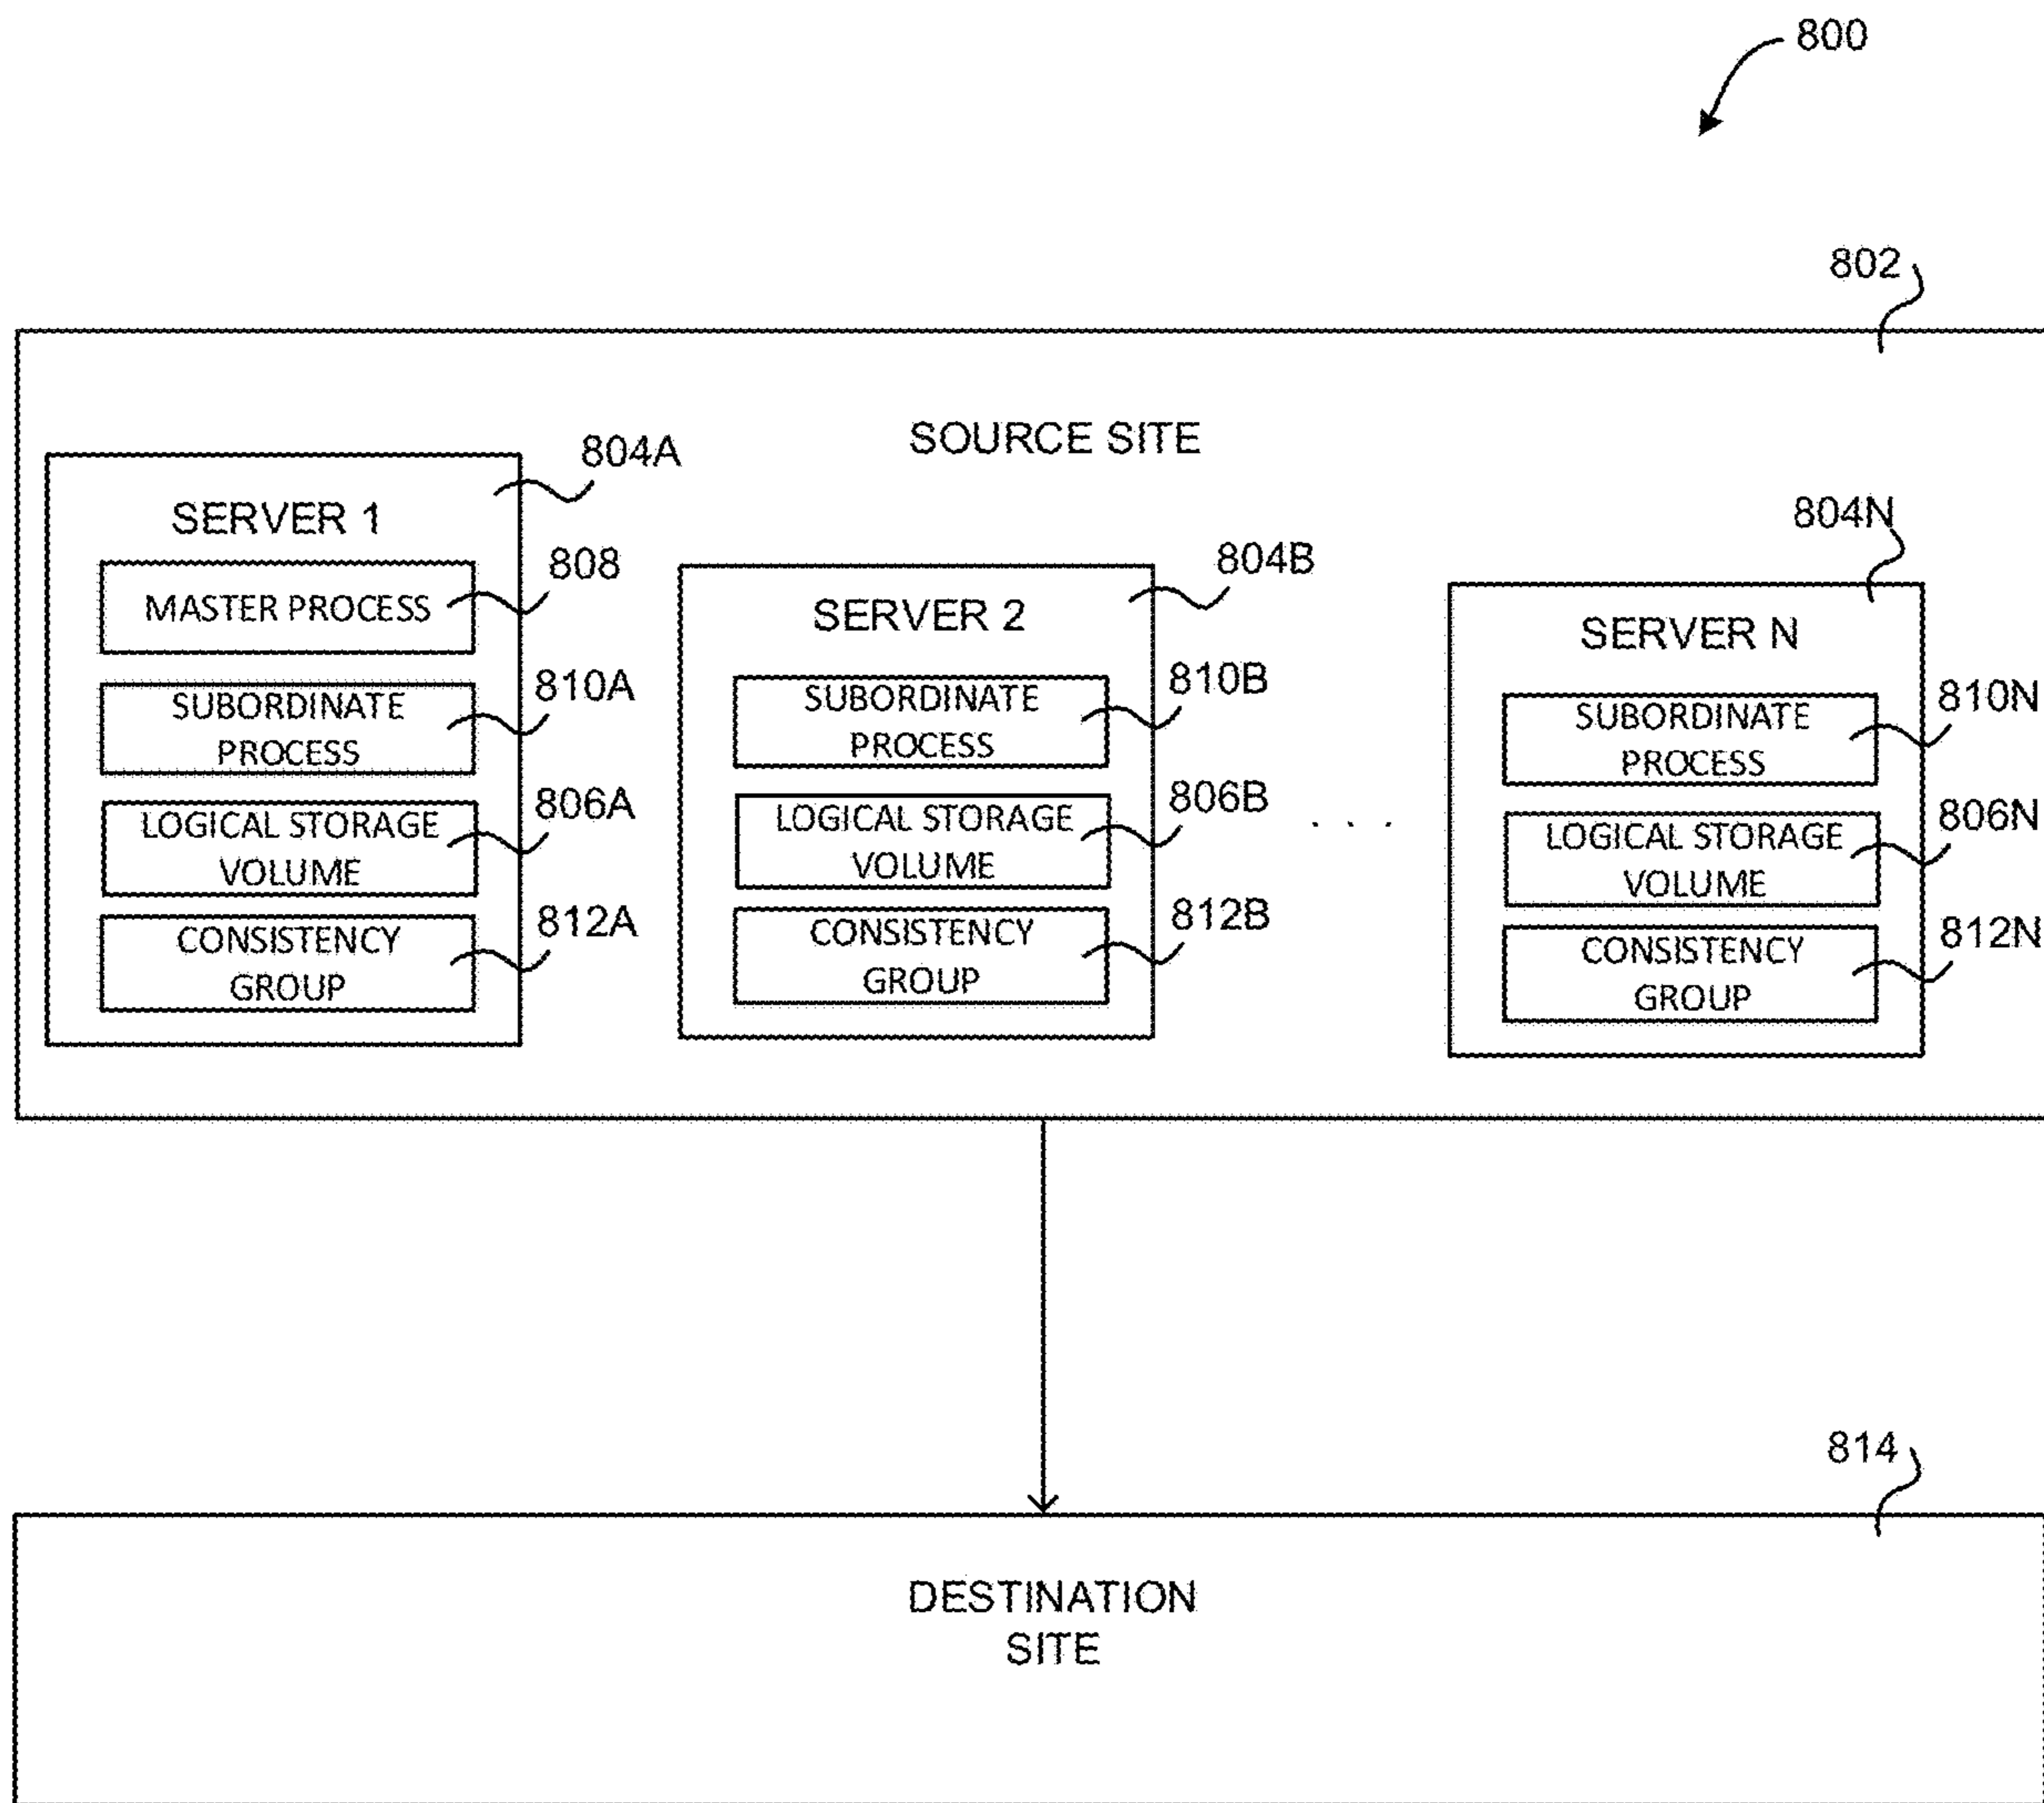 800
802
SOURCE SITE
804A
SERVER 1
808
MASTER PROCESS
810A
SUBORDINATE
PROCESS
806A
LOGICAL STORAGE
VOLUME
812A
CONSISTENCY
GROUP
804B
SERVER 2
810B
SUBORDINATE
PROCESS
806B
LOGICAL STORAGE
VOLUME
812B
CONSISTENCY
GROUP
. . .
804N
SERVER N
810N
SUBORDINATE
PROCESS
806N
LOGICAL STORAGE
VOLUME
812N
CONSISTENCY
GROUP
814
DESTINATION
SITE